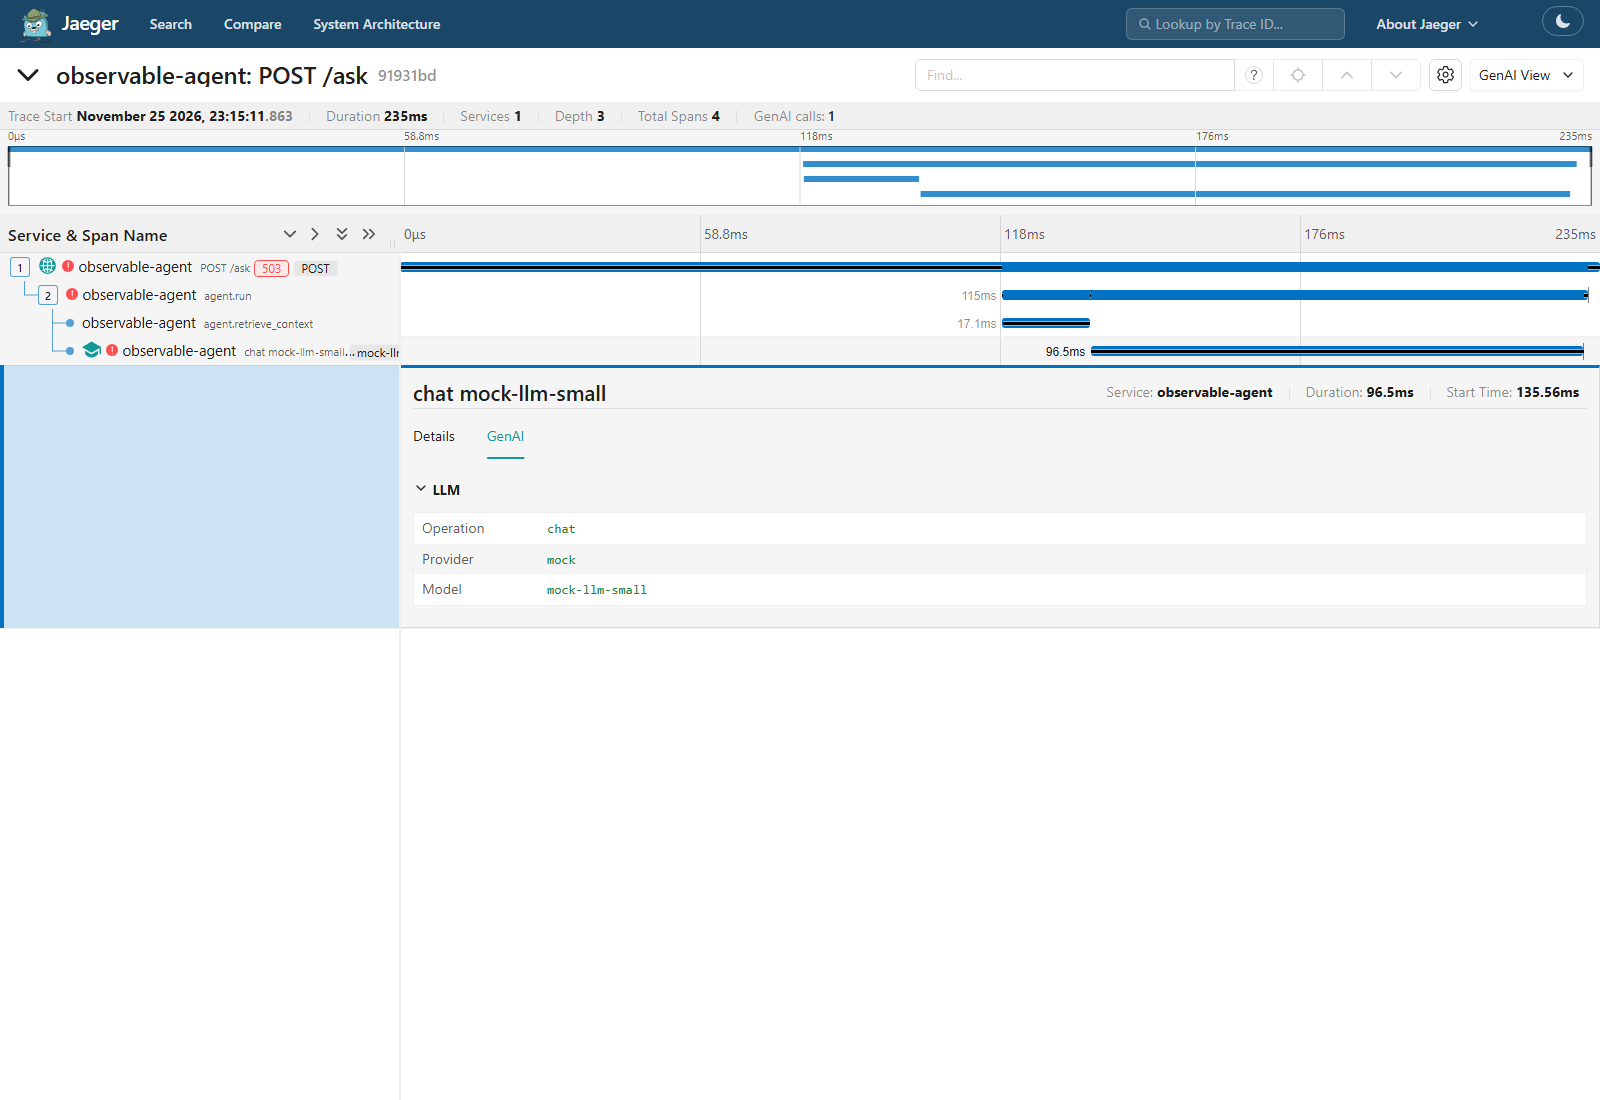 Jaeger
Search
Compare
System Architecture
Lookup by Trace ID...
About Jaeger
observable-agent: POST /ask 91931bd
Find...
?
GenAI View
Trace Start November 25 2026, 23:15:11.863
Duration 235ms
Services 1
Depth 3
Total Spans 4
GenAI calls: 1
0μs
58.8ms
118ms
176ms
235ms
Service & Span Name
0μs
58.8ms
118ms
176ms
235ms
1 observable-agent POST /ask 503 POST
2 observable-agent agent.run
115ms
observable-agent agent.retrieve_context
17.1ms
observable-agent chat mock-llm-small... mock-llm
96.5ms
chat mock-llm-small
Service: observable-agent
Duration: 96.5ms
Start Time: 135.56ms
Details
GenAI
LLM
Operation chat
Provider mock
Model mock-llm-small